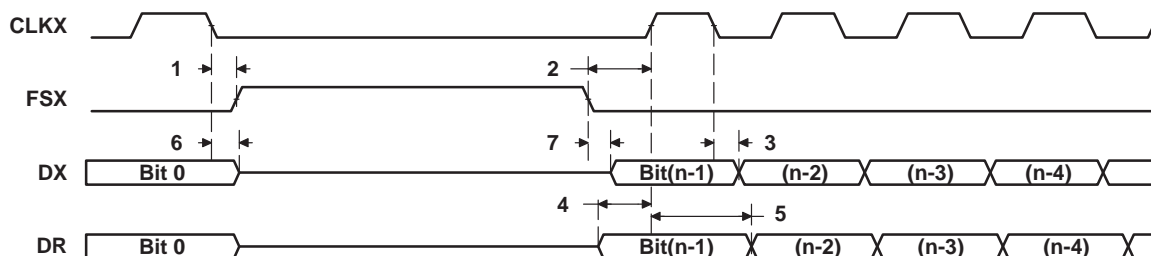 CLKX
1 2
FSX
6 7 3
DX Bit 0 Bit(n-1) (n-2) (n-3) (n-4)
4 5
DR Bit 0 Bit(n-1) (n-2) (n-3) (n-4)